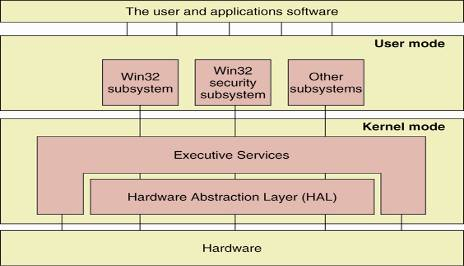 The user and applications software
User mode
Win32
subsystem
Win32
security
subsystem
Other
subsystems
Kernel mode
Executive Services
Hardware Abstraction Layer (HAL)
Hardware